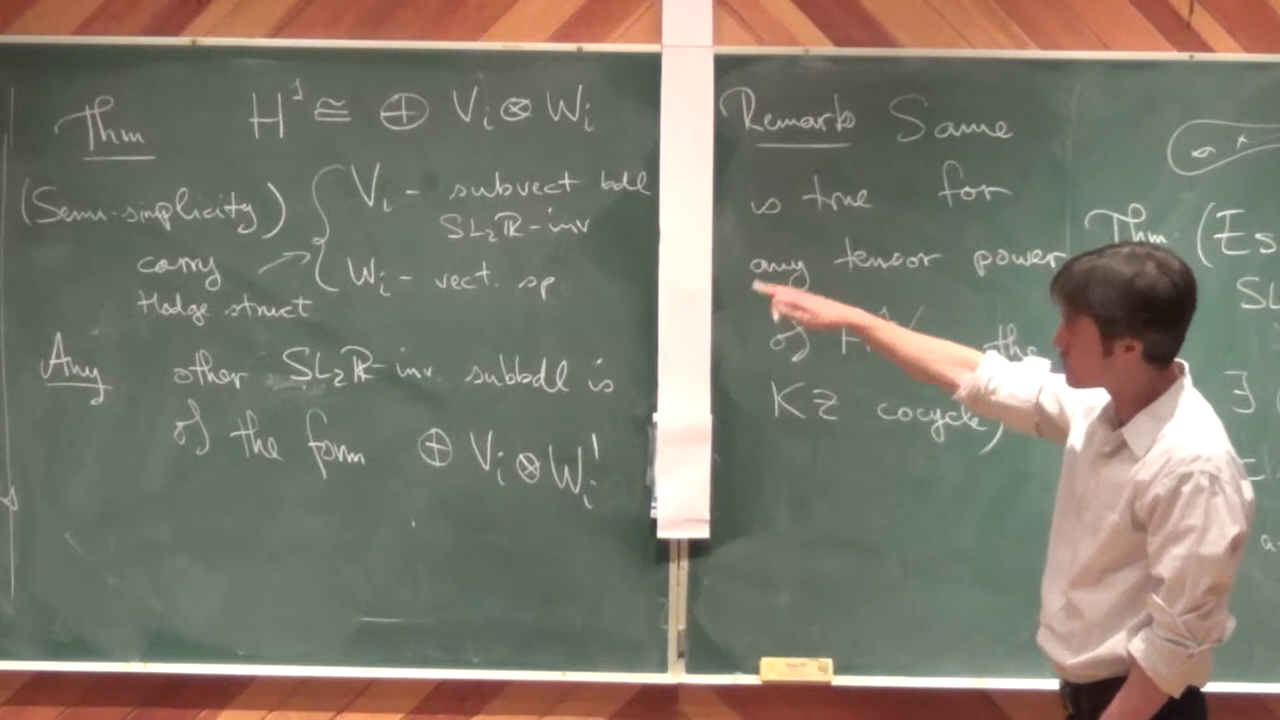 Thm H¹ ≅ ⊕ Vᵢ ⊗ Wᵢ
(Semi-simplicity) { Vᵢ - subvect bdl
SL₂ℝ-inv
carry → Wᵢ - vect. sp
Hodge struct
Any other SL₂ℝ-inv. subbdl is
of the form ⊕ Vᵢ ⊗ Wᵢ'
Remark Same
is true for
any tensor power
of H¹ the
KZ cocycle)
Thm (Es
SL
∃